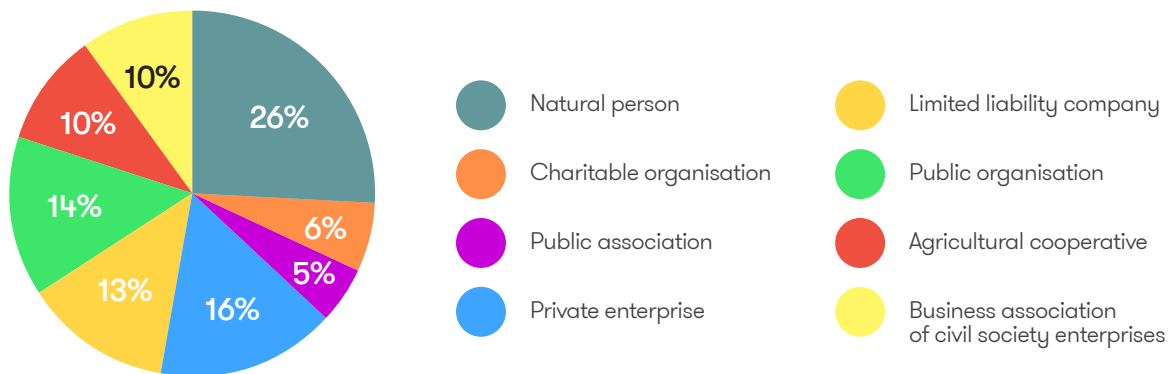 26%
6%
5%
16%
13%
14%
10%
10%
Natural person
Charitable organisation
Public association
Private enterprise
Limited liability company
Public organisation
Agricultural cooperative
Business association
of civil society enterprises